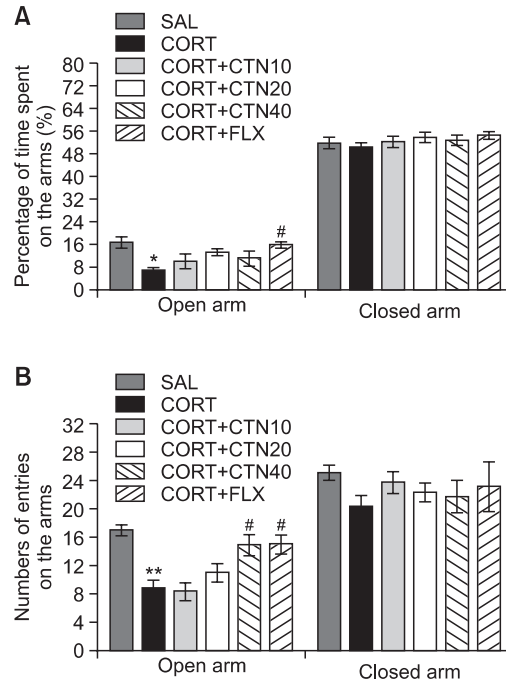 A
SAL
CORT
CORT+CTN10
CORT+CTN20
CORT+CTN40
CORT+FLX
Percentage of time spent
on the arms (%)
80
72
64
56
48
40
32
24
16
8
0
*
#
Open arm
Closed arm
B
SAL
CORT
CORT+CTN10
CORT+CTN20
CORT+CTN40
CORT+FLX
Numbers of entries
on the arms
32
28
24
20
16
12
8
4
0
**
#
#
Open arm
Closed arm